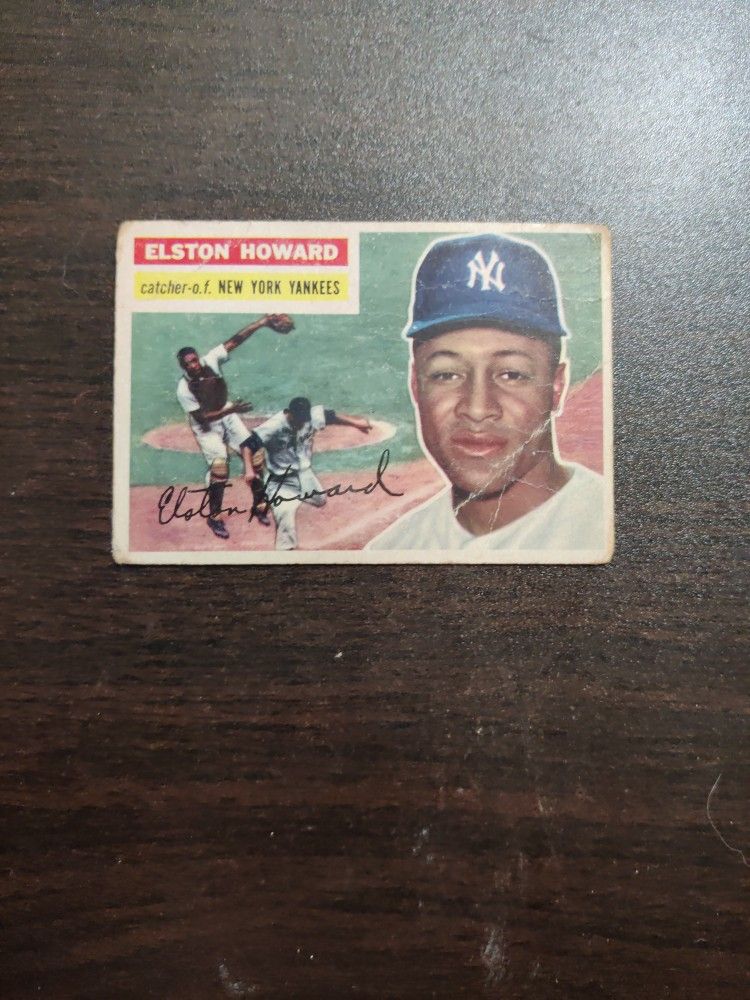 ELSTON HOWARD
catcher-o.f. NEW YORK YANKEES
NY
Elston Howard